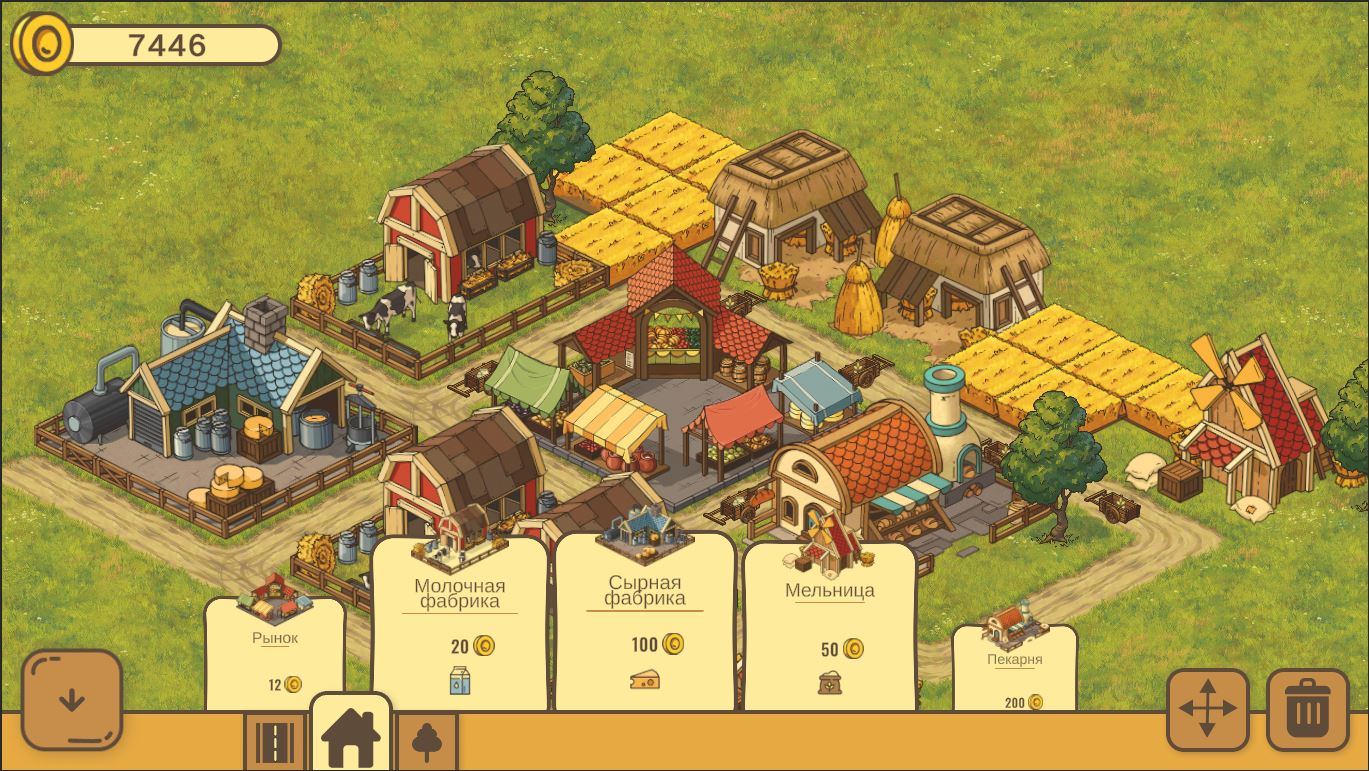 7446
Рынок
12
Молочная
фабрика
20
Сырная
фабрика
100
Мельница
50
Пекарня
200